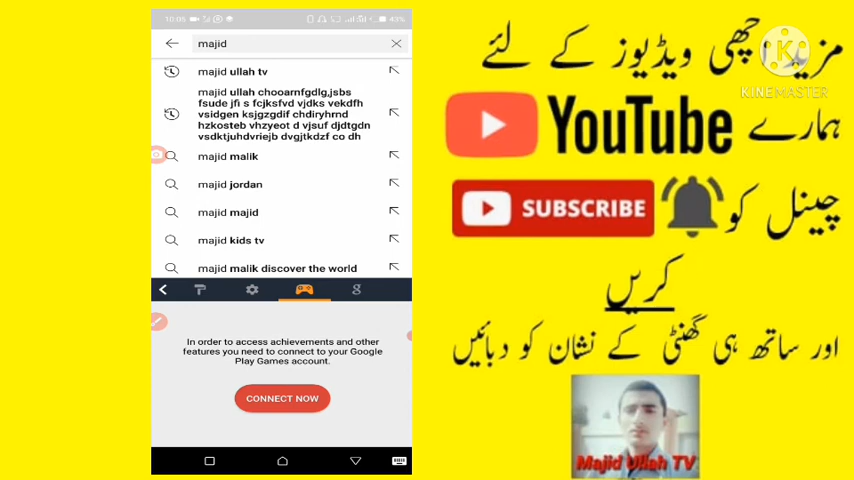 10:05
43%
majid
majid ullah tv
majid ullah chooarnfgdlg,jsbs
fsude jfi s fcjksfvd vjdks vekdfh
vsidgen ksjgzgdif chdiryhrnd
hzkosteb vhzyeot d vjsuf djdtgdn
vsdktjuhdvriejb dvgjtkdzf co dh
majid malik
majid jordan
majid majid
majid kids tv
majid malik discover the world
In order to access achievements and other
features you need to connect to your Google
Play Games account.
CONNECT NOW
مزید اچھی ویڈیوز کے لئے
KINEMASTER
ہمارے YouTube
چینل کو SUBSCRIBE
کریں
اور ساتھ ہی گھنٹی کے نشان کو دبائیں
Majid Ullah TV